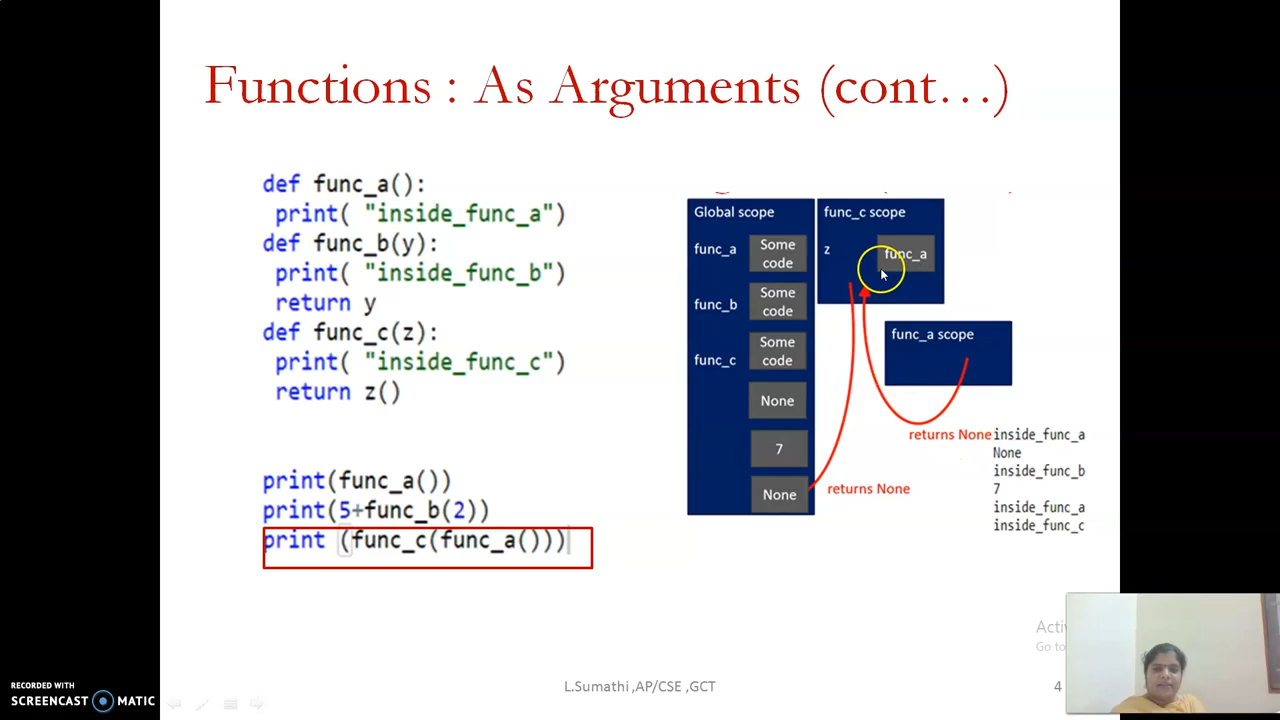 Functions : As Arguments (cont…)
def func_a():
print( "inside_func_a")
def func_b(y):
print( "inside_func_b")
return y
def func_c(z):
print( "inside_func_c")
return z()
print(func_a())
print(5+func_b(2))
print (func_c(func_a()))
Global scope
func_a
Some
code
func_b
Some
code
func_c
Some
code
None
7
None
func_c scope
z
func_a
func_a scope
returns None
returns None
inside_func_a
None
inside_func_b
7
inside_func_a
inside_func_c
Go to
L.Sumathi ,AP/CSE ,GCT
4
RECORDED WITH
SCREENCAST MATIC